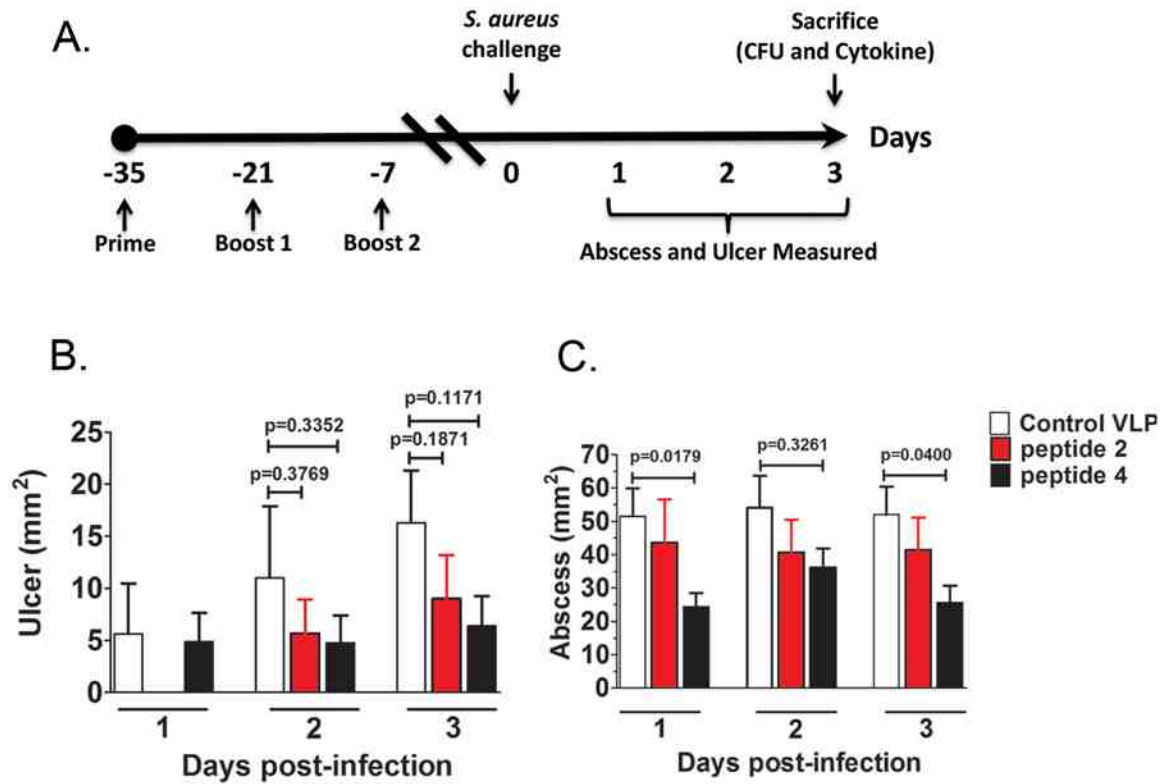 A.
S. aureus
challenge
Sacrifice
(CFU and Cytokine)
Days
-35 -21 -7 0 1 2 3
Prime Boost 1 Boost 2 Abscess and Ulcer Measured
B.
p=0.3352
p=0.3769
p=0.1171
p=0.1871
Ulcer (mm²)
25
20
15
10
5
0
1 2 3
Days post-infection
C.
p=0.0179
p=0.3261
p=0.0400
Abscess (mm²)
70
60
50
40
30
20
10
0
1 2 3
Days post-infection
Control VLP
peptide 2
peptide 4